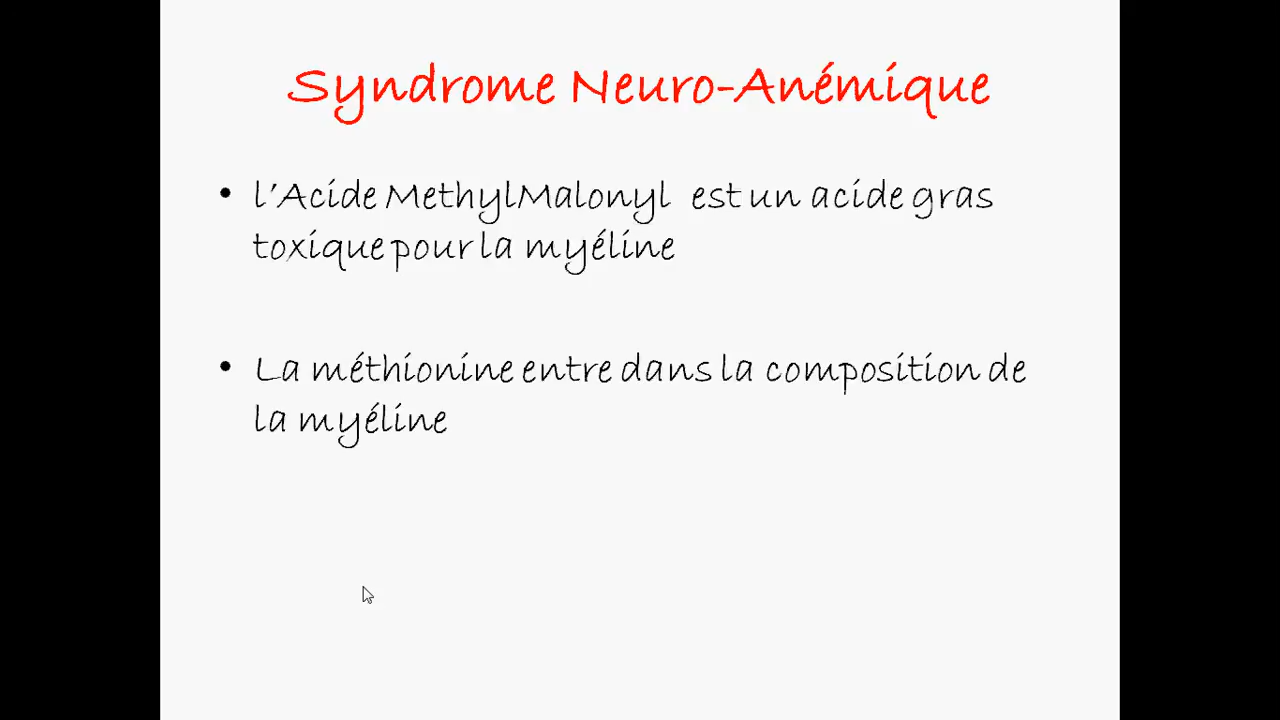 Syndrome Neuro-Anémique
• l'Acide MethylMalonyl est un acide gras
toxique pour la myéline
• La méthionine entre dans la composition de
la myéline